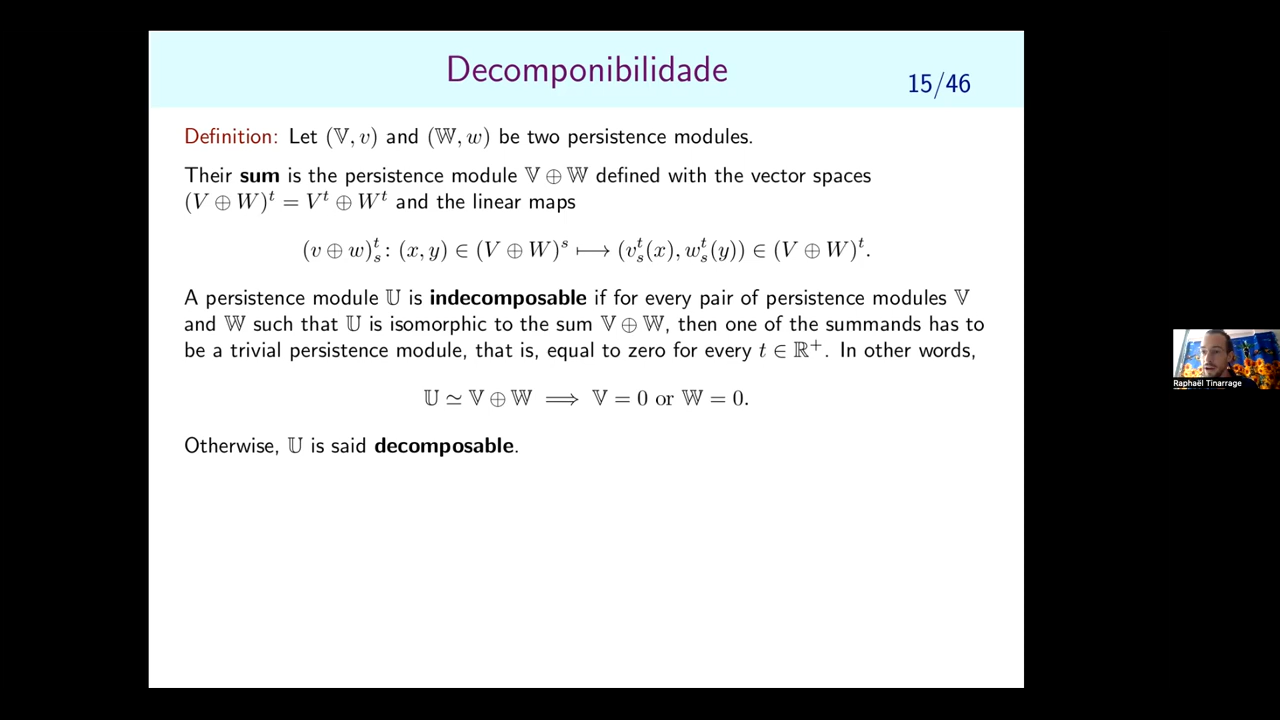 Decomponibilidade
15/46
Definition: Let (𝕍, v) and (𝕎, w) be two persistence modules.
Their sum is the persistence module 𝕍 ⊕ 𝕎 defined with the vector spaces
(V ⊕ W)^t = V^t ⊕ W^t and the linear maps
(v ⊕ w)_s^t : (x, y) ∈ (V ⊕ W)^s ⟼ (v_s^t(x), w_s^t(y)) ∈ (V ⊕ W)^t.
A persistence module 𝕌 is indecomposable if for every pair of persistence modules 𝕍
and 𝕎 such that 𝕌 is isomorphic to the sum 𝕍 ⊕ 𝕎, then one of the summands has to
be a trivial persistence module, that is, equal to zero for every t ∈ ℝ^+. In other words,
𝕌 ≃ 𝕍 ⊕ 𝕎 ⟹ 𝕍 = 0 or 𝕎 = 0.
Otherwise, 𝕌 is said decomposable.
Raphaël Tinarrage